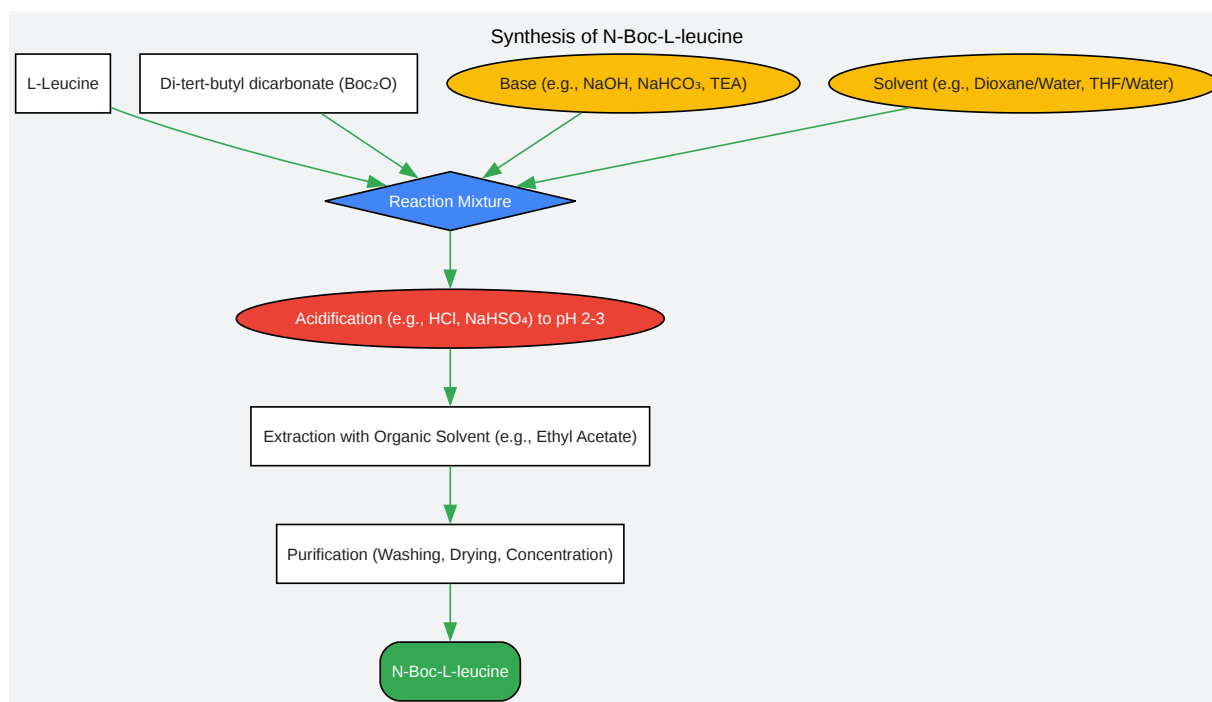 Synthesis of N-Boc-L-leucine
L-Leucine
Di-tert-butyl dicarbonate (Boc₂O)
Base (e.g., NaOH, NaHCO₃, TEA)
Solvent (e.g., Dioxane/Water, THF/Water)
Reaction Mixture
Acidification (e.g., HCl, NaHSO₄) to pH 2-3
Extraction with Organic Solvent (e.g., Ethyl Acetate)
Purification (Washing, Drying, Concentration)
N-Boc-L-leucine